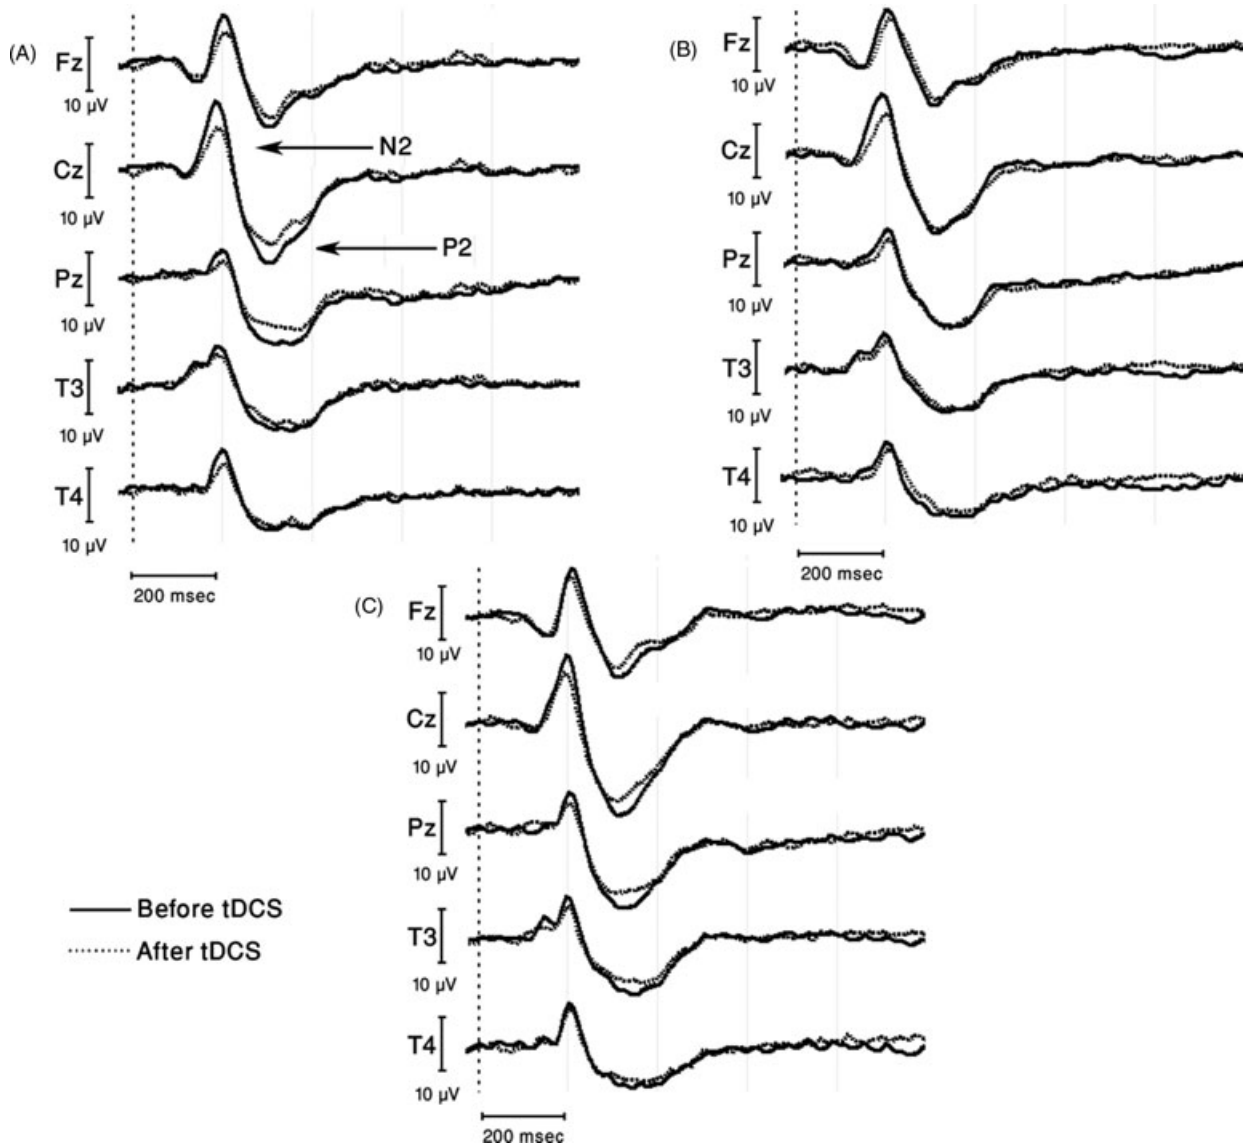 (A)
Fz
10 µV
N2
Cz
10 µV
P2
Pz
10 µV
T3
10 µV
T4
10 µV
200 msec
(B)
Fz
10 µV
Cz
10 µV
Pz
10 µV
T3
10 µV
T4
10 µV
200 msec
(C)
Fz
10 µV
Cz
10 µV
Pz
10 µV
T3
10 µV
T4
10 µV
200 msec
Before tDCS
After tDCS